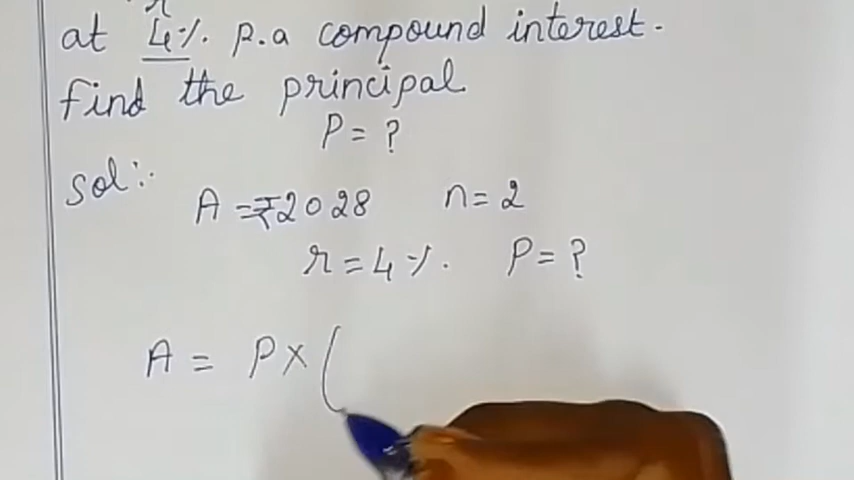 at 4%. p.a compound interest.
find the principal
P = ?
sol:.
A = ₹2028 n = 2
r = 4%. P = ?
A = P × (